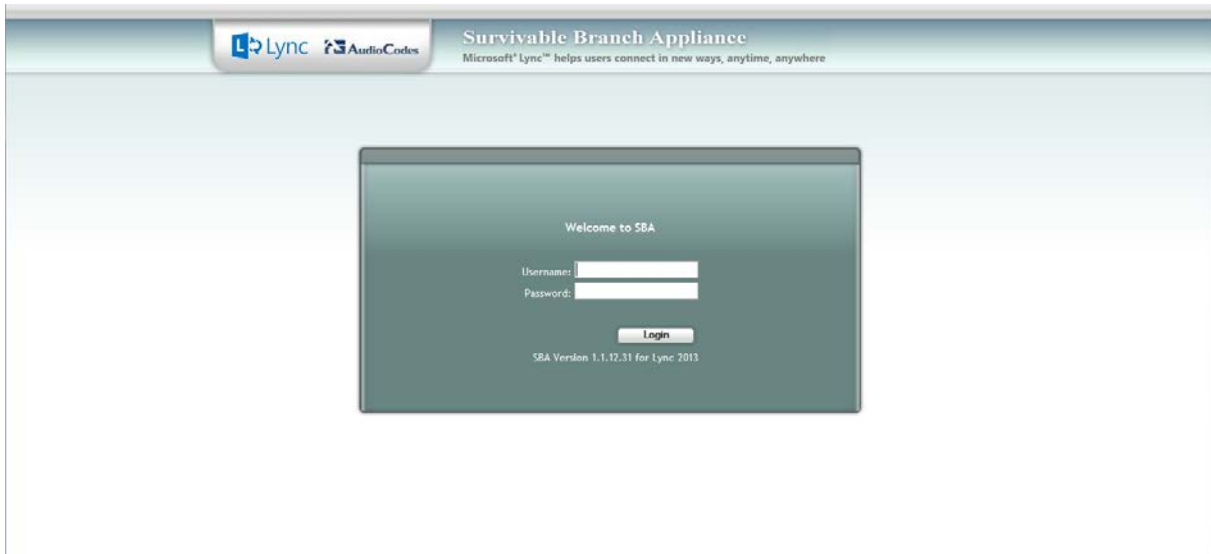 Lync AudioCodes
Survivable Branch Appliance
Microsoft® Lync™ helps users connect in new ways, anytime, anywhere
Welcome to SBA
Username:
Password:
Login
SBA Version 1.1.12.31 for Lync 2013